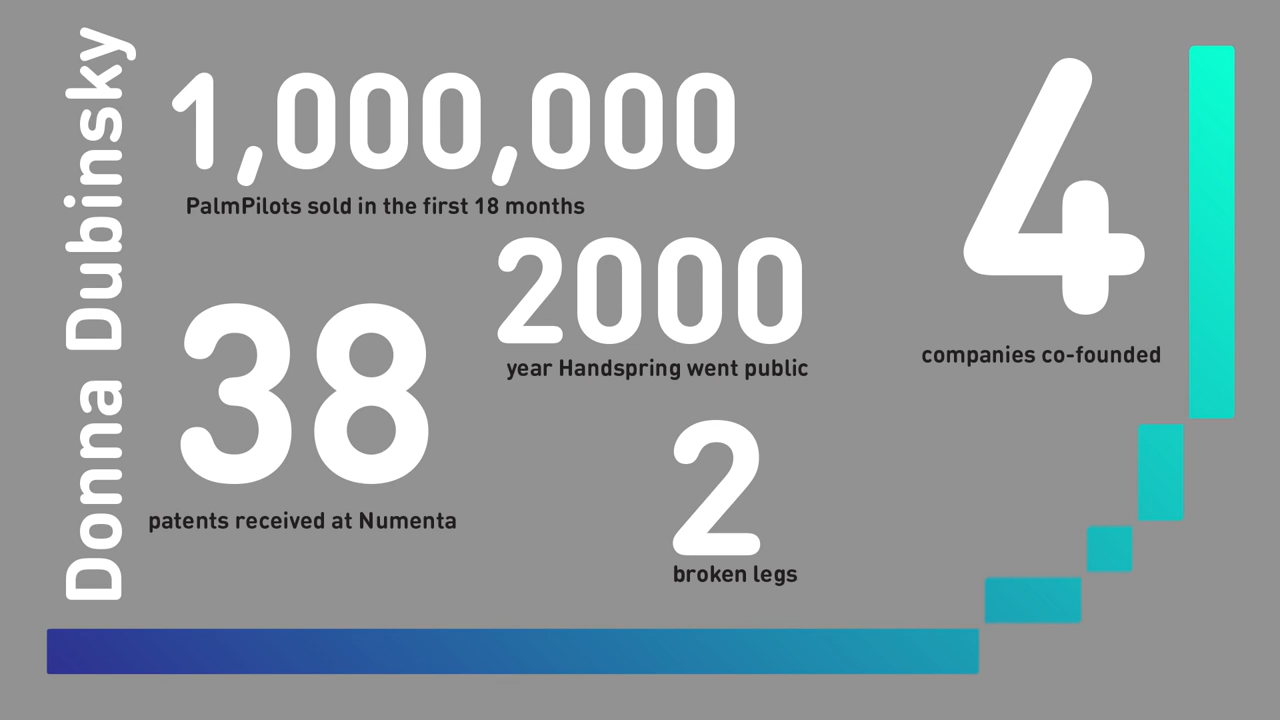 Donna Dubinsky
1,000,000
PalmPilots sold in the first 18 months
2000
year Handspring went public
4
companies co-founded
38
patents received at Numenta
2
broken legs